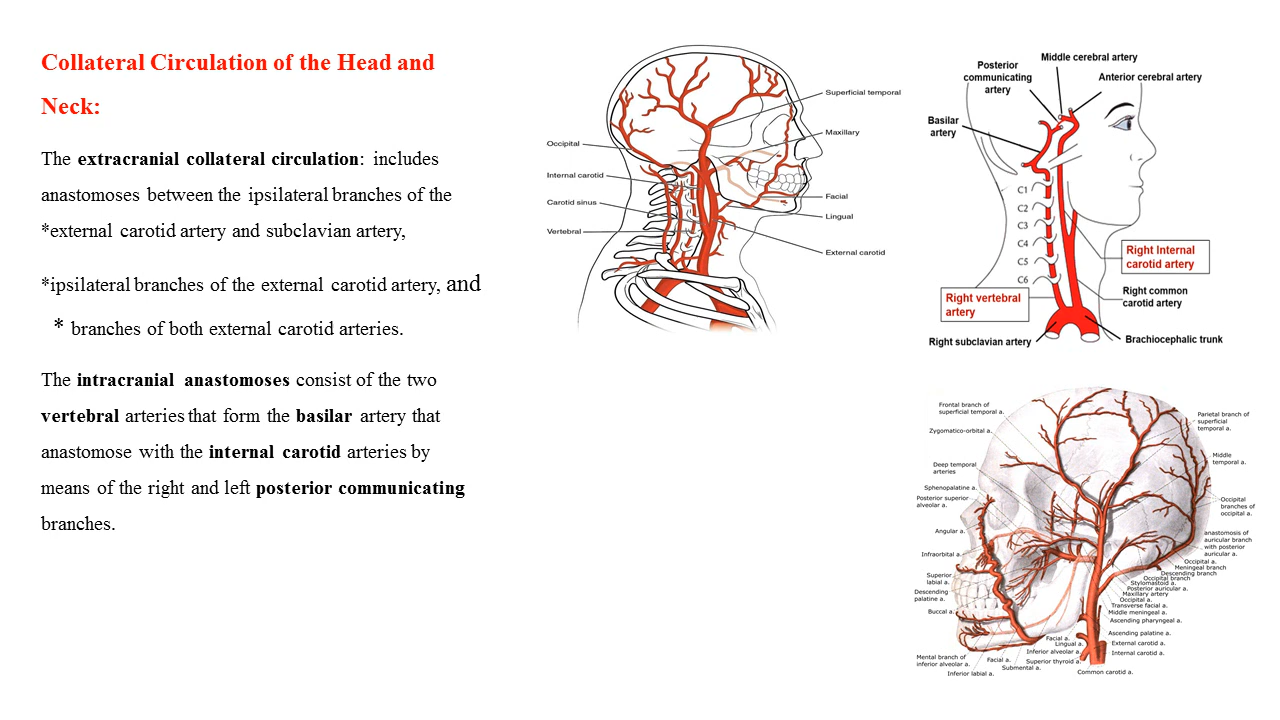 Collateral Circulation of the Head and
Neck:
The extracranial collateral circulation: includes
anastomoses between the ipsilateral branches of the
*external carotid artery and subclavian artery,
*ipsilateral branches of the external carotid artery, and
* branches of both external carotid arteries.
The intracranial anastomoses consist of the two
vertebral arteries that form the basilar artery that
anastomose with the internal carotid arteries by
means of the right and left posterior communicating
branches.
Superficial temporal
Maxillary
Occipital
Internal carotid
Carotid sinus
Vertebral
Facial
Lingual
External carotid
Middle cerebral artery
Posterior
communicating
artery
Anterior cerebral artery
Basilar
artery
C1
C2
C3
C4
C5
C6
Right Internal
carotid artery
Right vertebral
artery
Right common
carotid artery
Right subclavian artery
Brachiocephalic trunk
Frontal branch of
superficial temporal a.
Zygomatico-orbital a.
Deep temporal
arteries
Sphenopalatine a.
Posterior superior
alveolar a.
Angular a.
Infraorbital a.
Superior
labial a.
Descending
palatine a.
Buccal a.
Mental branch of
inferior alveolar a.
Inferior labial a.
Facial a.
Submental a.
Facial a.
Lingual a.
Inferior alveolar a.
Superior thyroid a.
Common carotid a.
Parietal branch of
superficial
temporal a.
Middle
temporal a.
Occipital
branches of
occipital a.
anastomosis of
auricular branch
with posterior
auricular a.
Occipital a.
Meningeal branch
Descending branch
Occipital branch
Stylomastoid a.
Posterior auricular a.
Maxillary artery
Occipital a.
Transverse facial a.
Middle meningeal a.
Ascending pharyngeal a.
Ascending palatine a.
External carotid a.
Internal carotid a.